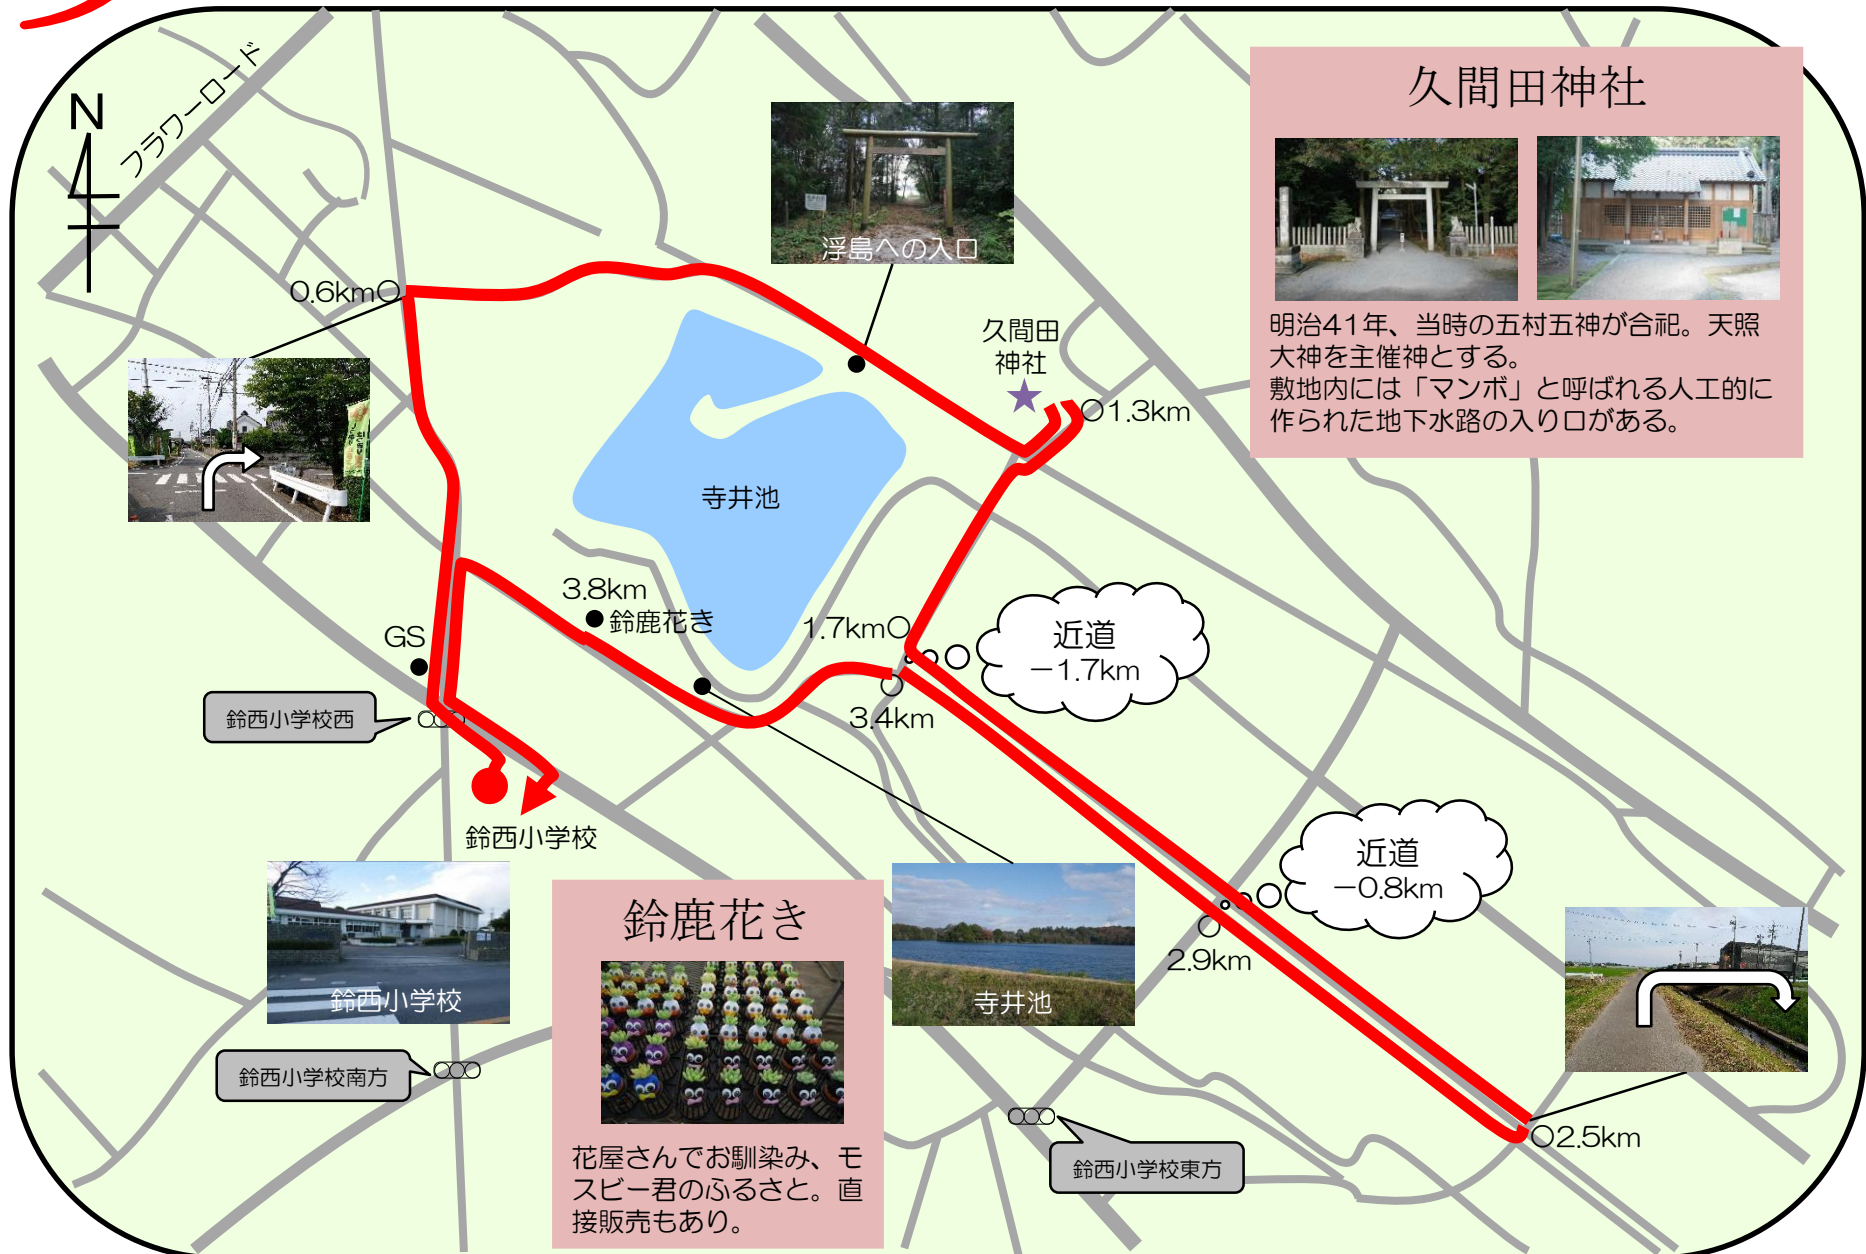 フラワーロード
N
久間田神社
浮島への入口
明治41年、当時の五村五神が合祀。天照
大神を主催神とする。
敷地内には「マンボ」と呼ばれる人工的に
作られた地下水路の入り口がある。
0.6km
久間田
神社
1.3km
寺井池
3.8km
鈴鹿花き
GS
1.7km
近道
－1.7km
3.4km
鈴西小学校西
鈴西小学校
近道
－0.8km
2.9km
鈴西小学校
鈴鹿花き
寺井池
鈴西小学校南方
2.5km
鈴西小学校東方
花屋さんでお馴染み、モ
スビー君のふるさと。直
接販売もあり。